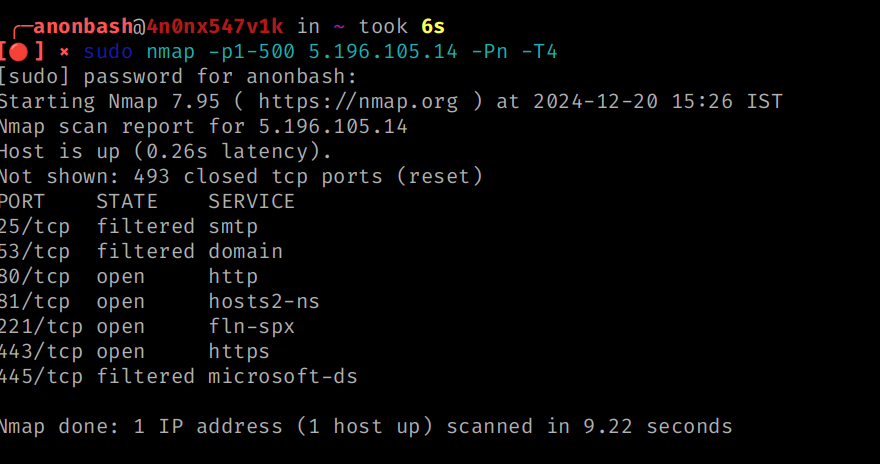 ╭─anonbash@4n0nx547v1k in ~ took 6s
[🔴] × sudo nmap -p1-500 5.196.105.14 -Pn -T4
[sudo] password for anonbash:
Starting Nmap 7.95 ( https://nmap.org ) at 2024-12-20 15:26 IST
Nmap scan report for 5.196.105.14
Host is up (0.26s latency).
Not shown: 493 closed tcp ports (reset)
PORT    STATE    SERVICE
25/tcp  filtered smtp
53/tcp  filtered domain
80/tcp  open     http
81/tcp  open     hosts2-ns
221/tcp open     fln-spx
443/tcp open     https
445/tcp filtered microsoft-ds
Nmap done: 1 IP address (1 host up) scanned in 9.22 seconds